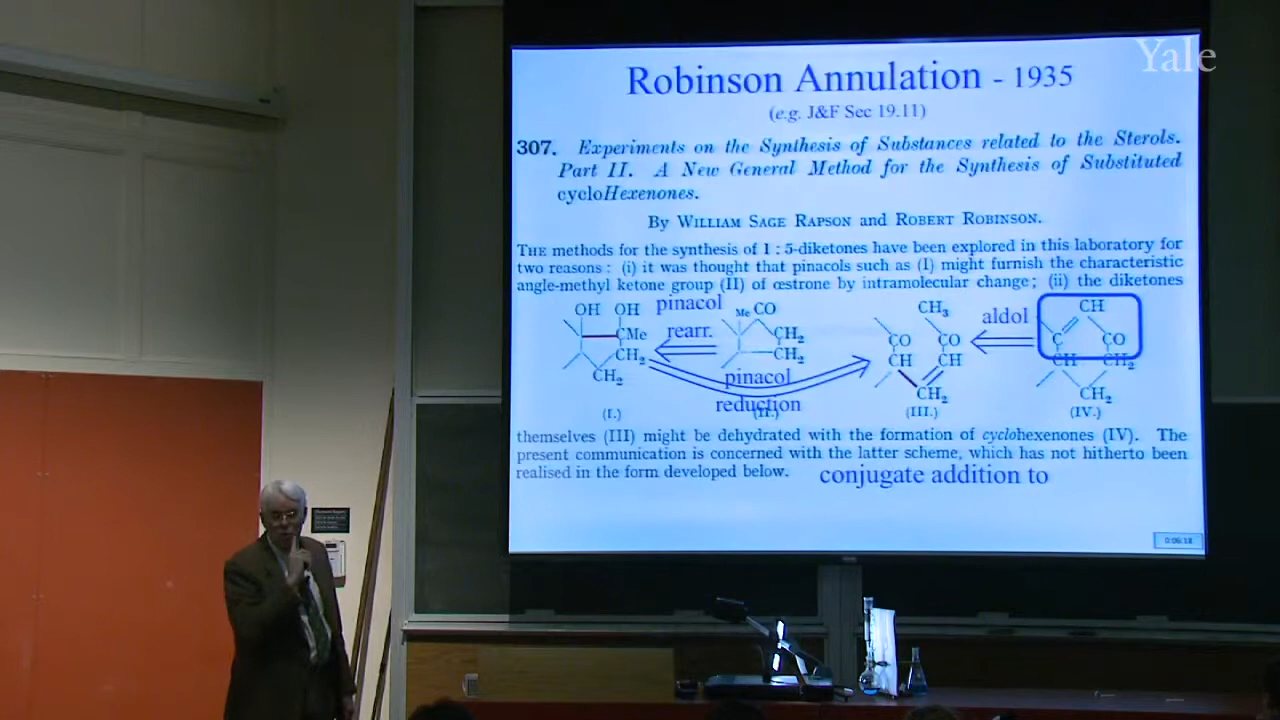 Yale
Robinson Annulation - 1935
(e.g. J&F Sec 19.11)
307. Experiments on the Synthesis of Substances related to the Sterols.
Part II. A New General Method for the Synthesis of Substituted
cycloHexenones.
By WILLIAM SAGE RAPSON and ROBERT ROBINSON.
THE methods for the synthesis of 1 : 5-diketones have been explored in this laboratory for
two reasons : (i) it was thought that pinacols such as (I) might furnish the characteristic
angle-methyl ketone group (II) of œstrone by intramolecular change; (ii) the diketones
OH OH pinacol Me CO CH₃ aldol CH
CMe rearr. CH₂ CO CO C CO
CH₂ CH₂ CH CH CH CH₂
CH₂ pinacol CH₂ CH₂
(I.) reduction (II.) (III.) (IV.)
themselves (III) might be dehydrated with the formation of cyclohexenones (IV). The
present communication is concerned with the latter scheme, which has not hitherto been
realised in the form developed below. conjugate addition to
0:06:18